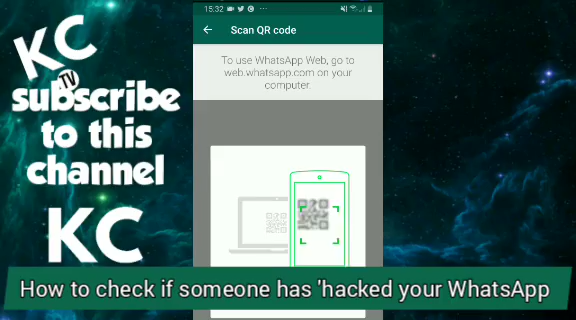 KC
TV
subscribe
to this
channel
KC
15:32
Scan QR code
To use WhatsApp Web, go to
web.whatsapp.com on your
computer.
How to check if someone has 'hacked your WhatsApp